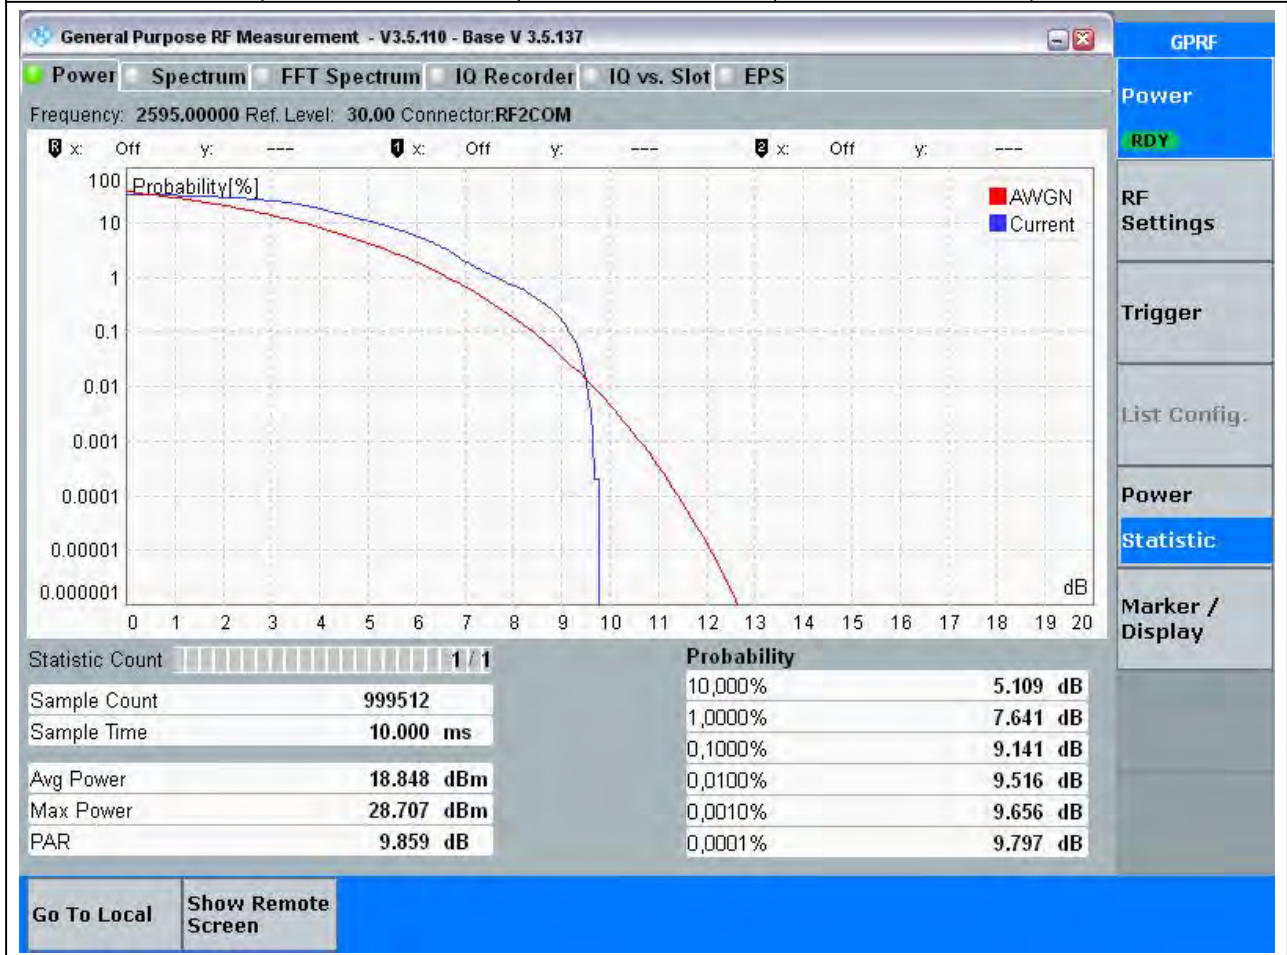 General Purpose RF Measurement - V3.5.110 - Base V 3.5.137
GPRF
Power Spectrum FFT Spectrum IQ Recorder IQ vs. Slot EPS
Frequency: 2595.00000 Ref. Level: 30.00 Connector:RF2COM
Power
RDY
R x: Off y: --- 1 x: Off y: --- 2 x: Off y: ---
Probability[%]
AWGN
Current
100
10
1
0.1
0.01
0.001
0.0001
0.00001
0.000001
dB
0 1 2 3 4 5 6 7 8 9 10 11 12 13 14 15 16 17 18 19 20
RF
Settings
Trigger
List Config.
Power
Statistic
Marker /
Display
Statistic Count 1 / 1
Sample Count 999512
Sample Time 10.000 ms
Avg Power 18.848 dBm
Max Power 28.707 dBm
PAR 9.859 dB
Probability
10,000% 5.109 dB
1,0000% 7.641 dB
0,1000% 9.141 dB
0,0100% 9.516 dB
0,0010% 9.656 dB
0,0001% 9.797 dB
Go To Local
Show Remote
Screen